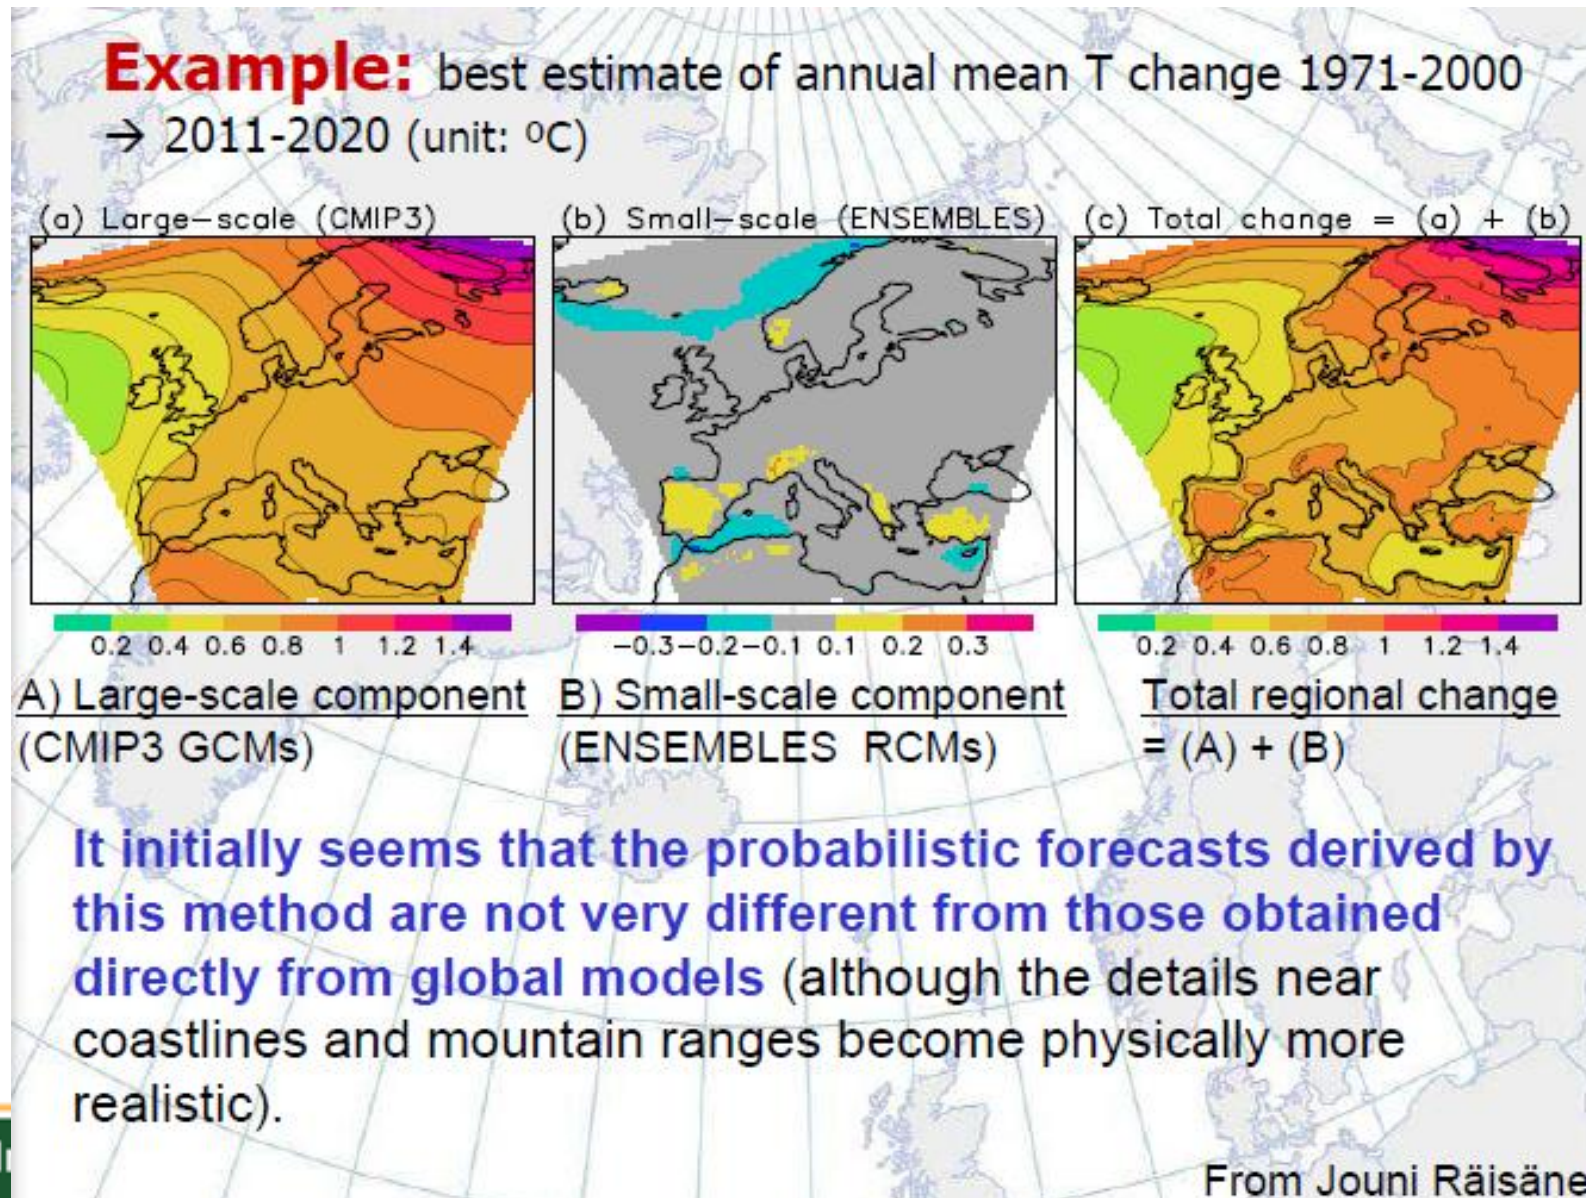 Example: best estimate of annual mean T change 1971-2000
→ 2011-2020 (unit: ºC)
(a) Large-scale (CMIP3)
(b) Small-scale (ENSEMBLES)
(c) Total change = (a) + (b)
0.2 0.4 0.6 0.8 1 1.2 1.4
-0.3 -0.2 -0.1 0.1 0.2 0.3
0.2 0.4 0.6 0.8 1 1.2 1.4
A) Large-scale component
(CMIP3 GCMs)
B) Small-scale component
(ENSEMBLES RCMs)
Total regional change
= (A) + (B)
It initially seems that the probabilistic forecasts derived by
this method are not very different from those obtained
directly from global models (although the details near
coastlines and mountain ranges become physically more
realistic).
From Jouni Räisäne